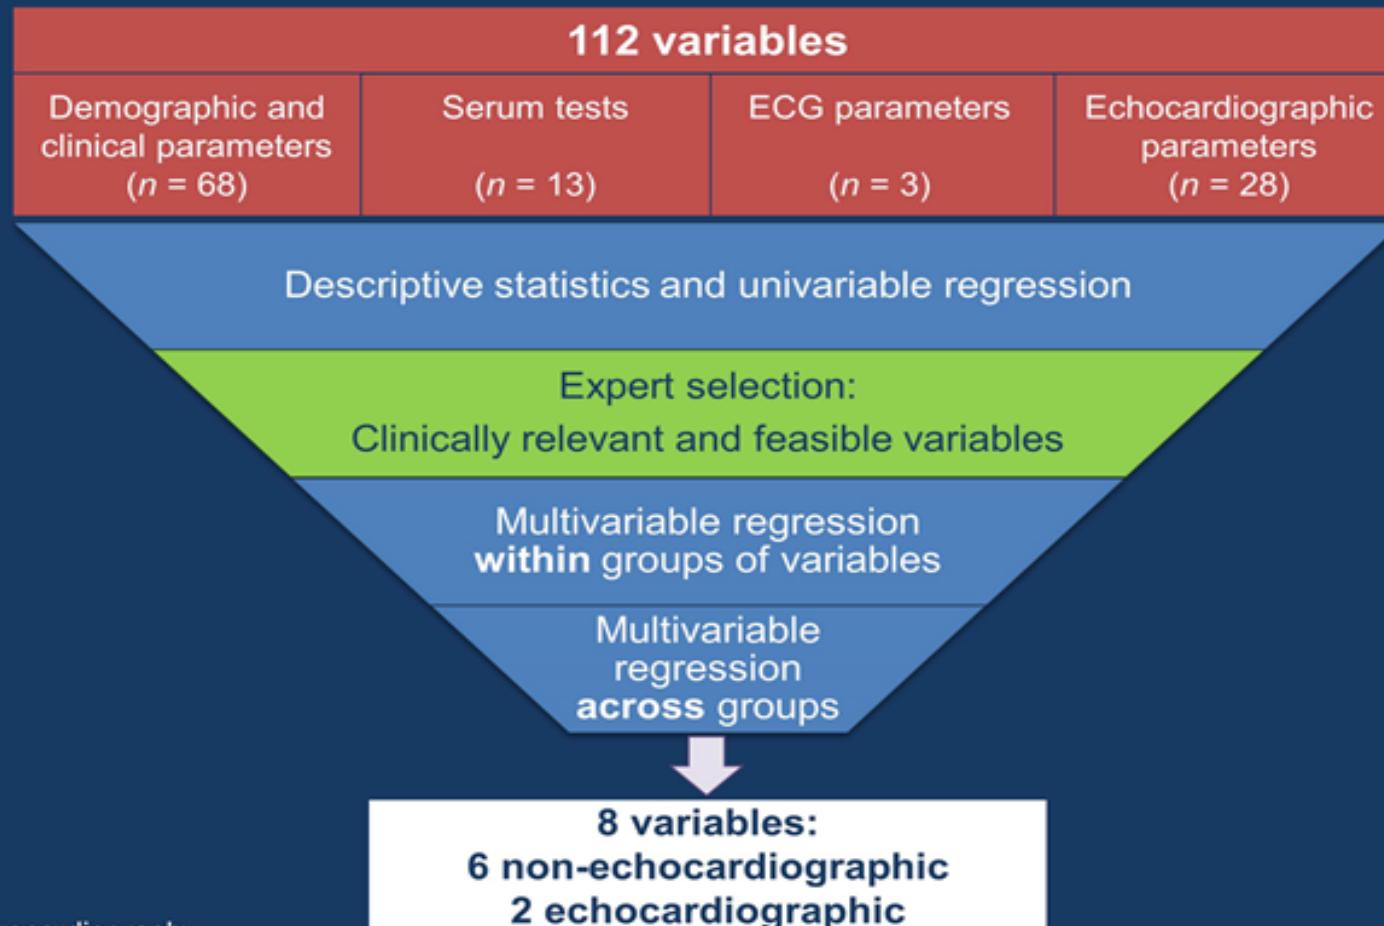 112 variables
Demographic and
clinical parameters
(n = 68)
Serum tests
(n = 13)
ECG parameters
(n = 3)
Echocardiographic
parameters
(n = 28)
Descriptive statistics and univariable regression
Expert selection:
Clinically relevant and feasible variables
Multivariable regression
within groups of variables
Multivariable
regression
across groups
8 variables:
6 non-echocardiographic
2 echocardiographic